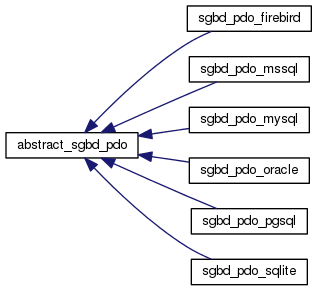 sgbd_pdo_firebird
sgbd_pdo_mssql
sgbd_pdo_mysql
abstract_sgbd_pdo
sgbd_pdo_oracle
sgbd_pdo_pgsql
sgbd_pdo_sqlite